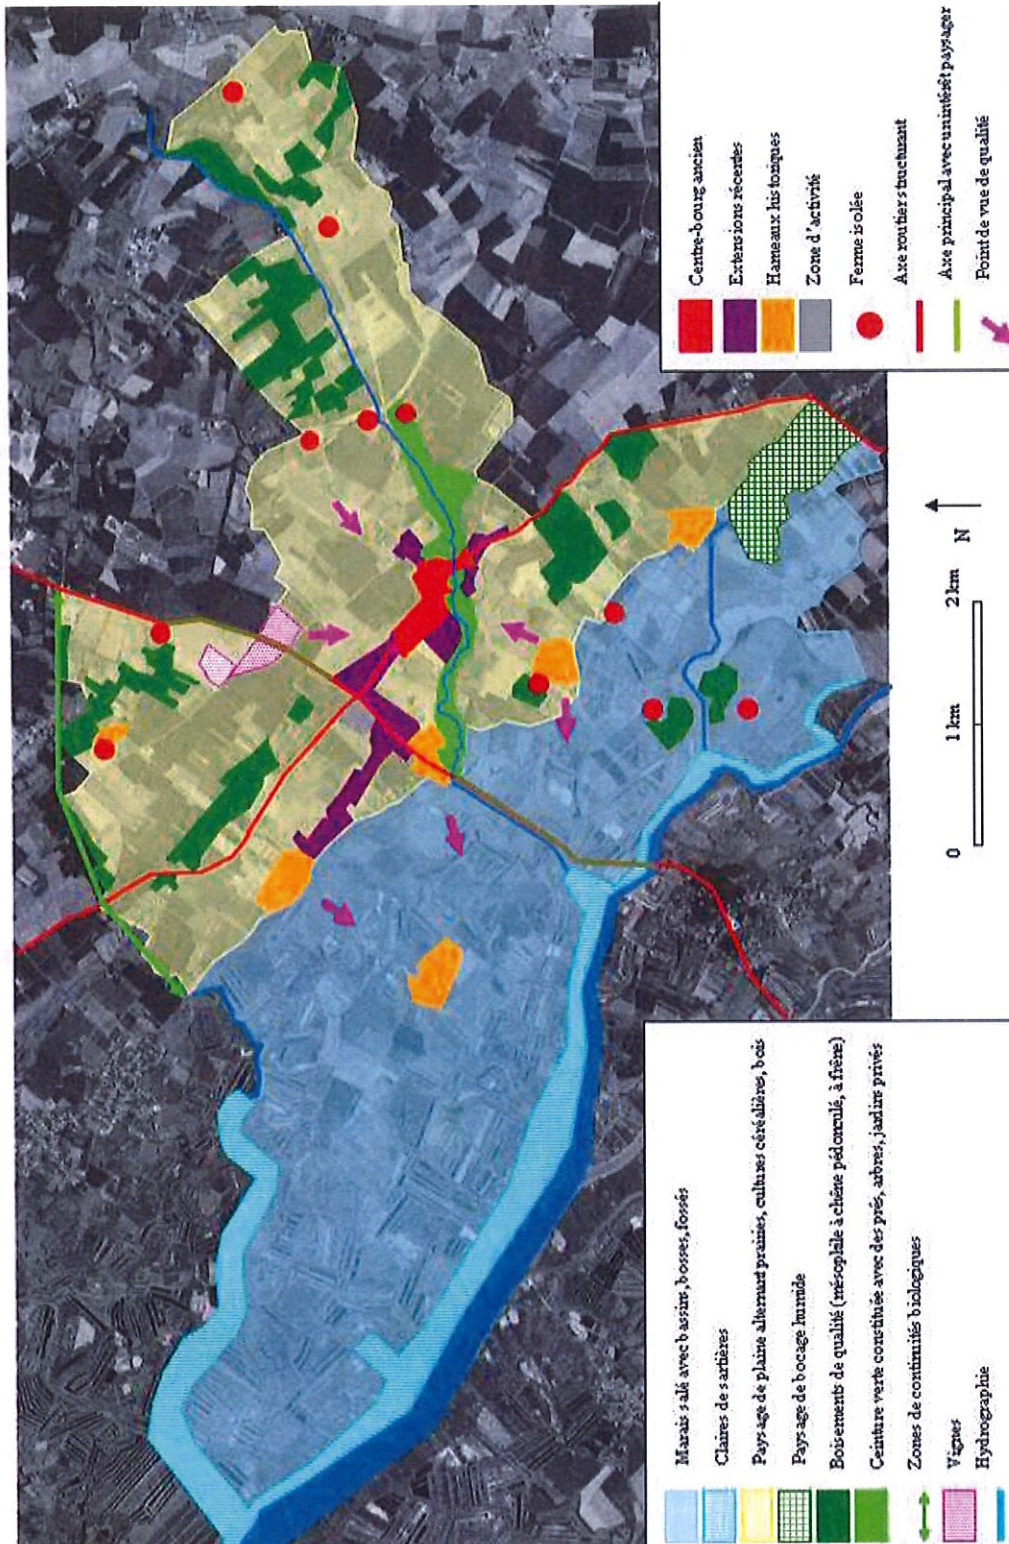 Centre-bourg ancien
Extensions récentes
Hameaux historiques
Zone d'activité
Ferme isolée
Axe routier structurant
Axe principal avec un intérêt paysager
Point de vue de qualité
N
0 1km 2km
Marais salé avec bassins, bosses, fossés
Claires de sartières
Paysage de plaine alternant prairies, cultures céréalières, bois
Paysage de bocage humide
Boisements de qualité (mésophile à chêne pédonculé, à frêne)
Ceinture verte constituée avec des prés, arbres, jardins privés
Zones de continuités biologiques
Vignes
Hydrographie